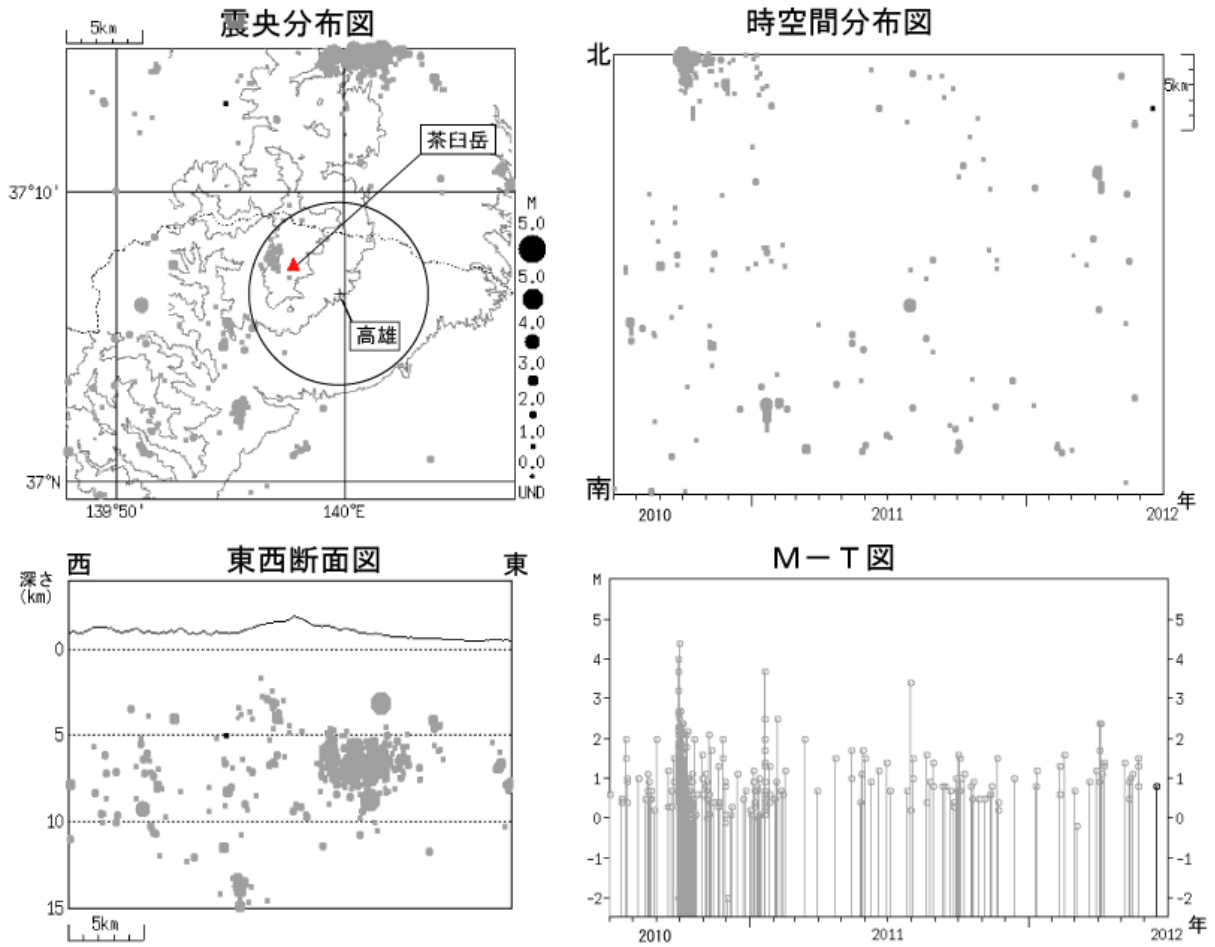 震央分布図
5km
茶臼岳
37°10'
高雄
37°N
139°50'
140°E
M
5.0
5.0
4.0
3.0
2.0
1.0
0.0
UND
時空間分布図
北
5km
南
2010
2011
2012
年
東西断面図
西
東
深さ
(km)
0
5
10
15
5km
M－T図
M
5
4
3
2
1
0
-1
-2
5
4
3
2
1
0
-1
-2
2010
2011
2012
年